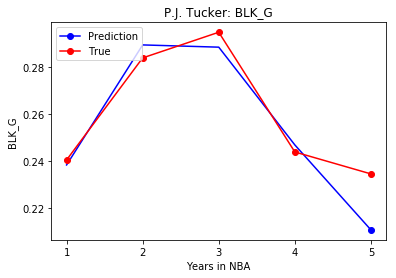 P.J. Tucker: BLK_G
Prediction
True
BLK_G
0.28
0.26
0.24
0.22
1 2 3 4 5
Years in NBA